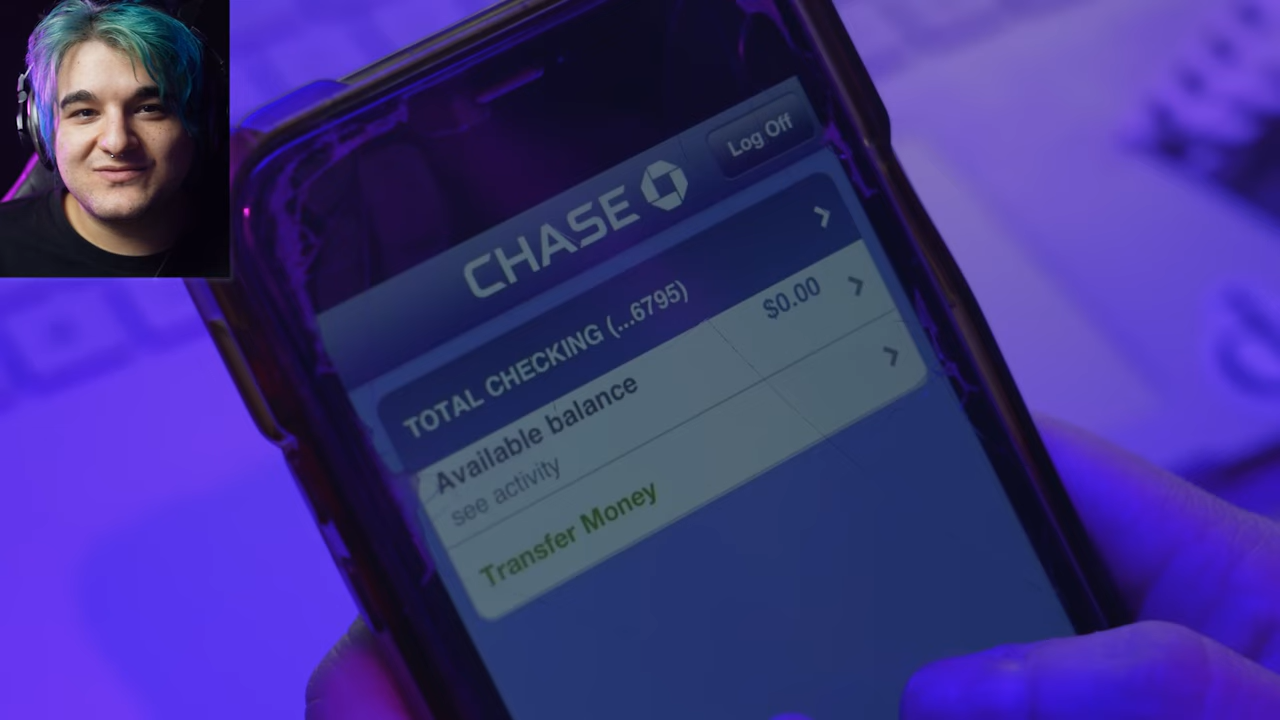 Log Off
CHASE
TOTAL CHECKING (...6795)
Available balance $0.00
see activity
Transfer Money